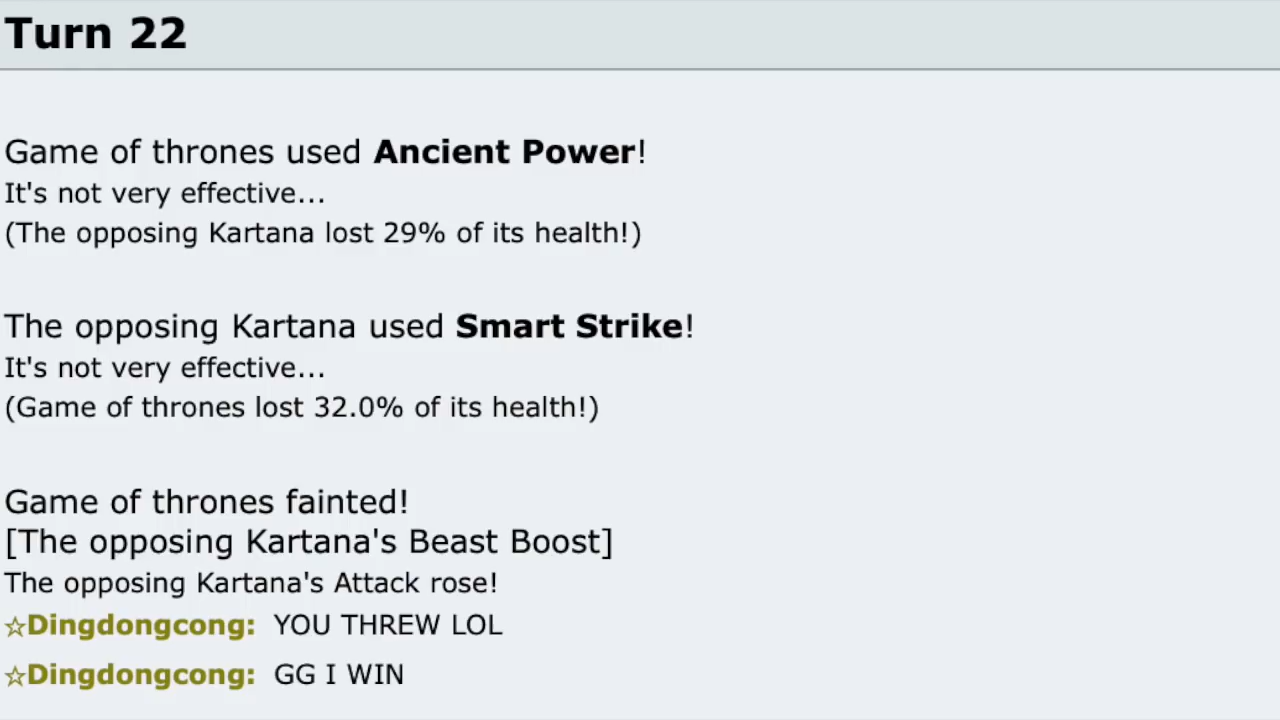 Turn 22
Game of thrones used Ancient Power!
It's not very effective...
(The opposing Kartana lost 29% of its health!)
The opposing Kartana used Smart Strike!
It's not very effective...
(Game of thrones lost 32.0% of its health!)
Game of thrones fainted!
[The opposing Kartana's Beast Boost]
The opposing Kartana's Attack rose!
☆Dingdongcong: YOU THREW LOL
☆Dingdongcong: GG I WIN